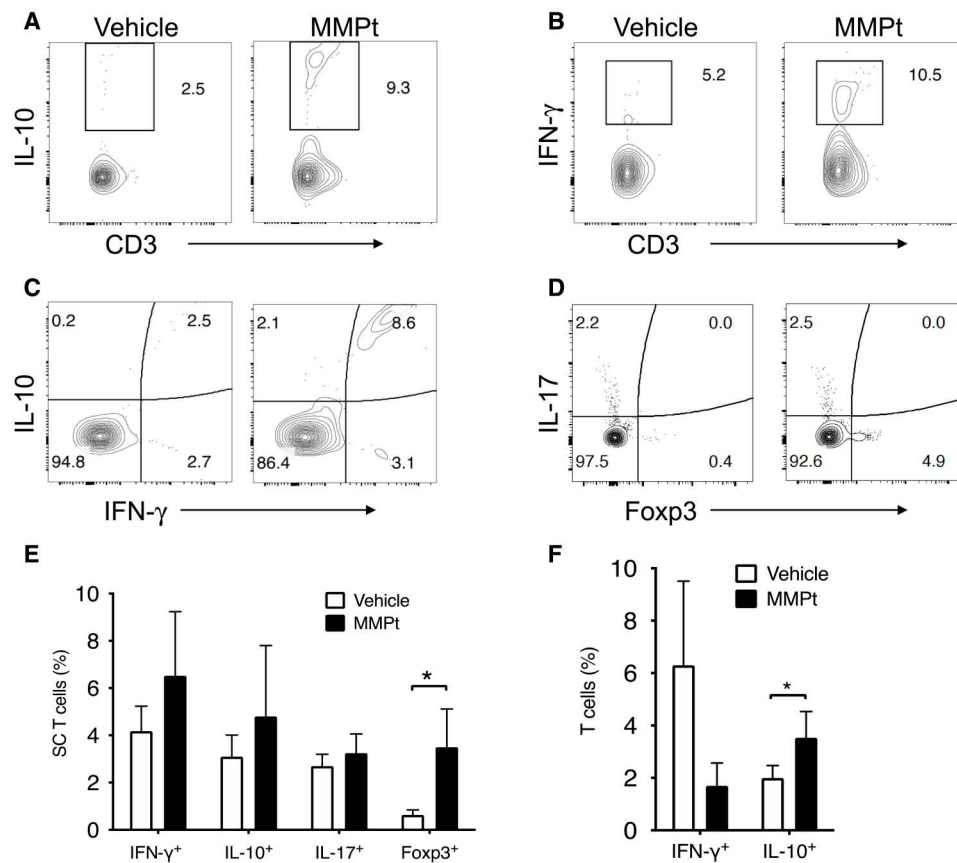 A Vehicle MMPt B Vehicle MMPt
2.5 9.3 5.2 10.5
IL-10 IFN-γ
CD3 CD3
C D
0.2 2.5 2.1 8.6 2.2 0.0 2.5 0.0
IL-10 IL-17
94.8 2.7 86.4 3.1 97.5 0.4 92.6 4.9
IFN-γ Foxp3
E
10
8
6
4
2
0
SC T cells (%)
Vehicle
MMPt
*
IFN-γ⁺ IL-10⁺ IL-17⁺ Foxp3⁺
F
10
8
6
4
2
0
T cells (%)
Vehicle
MMPt
*
IFN-γ⁺ IL-10⁺